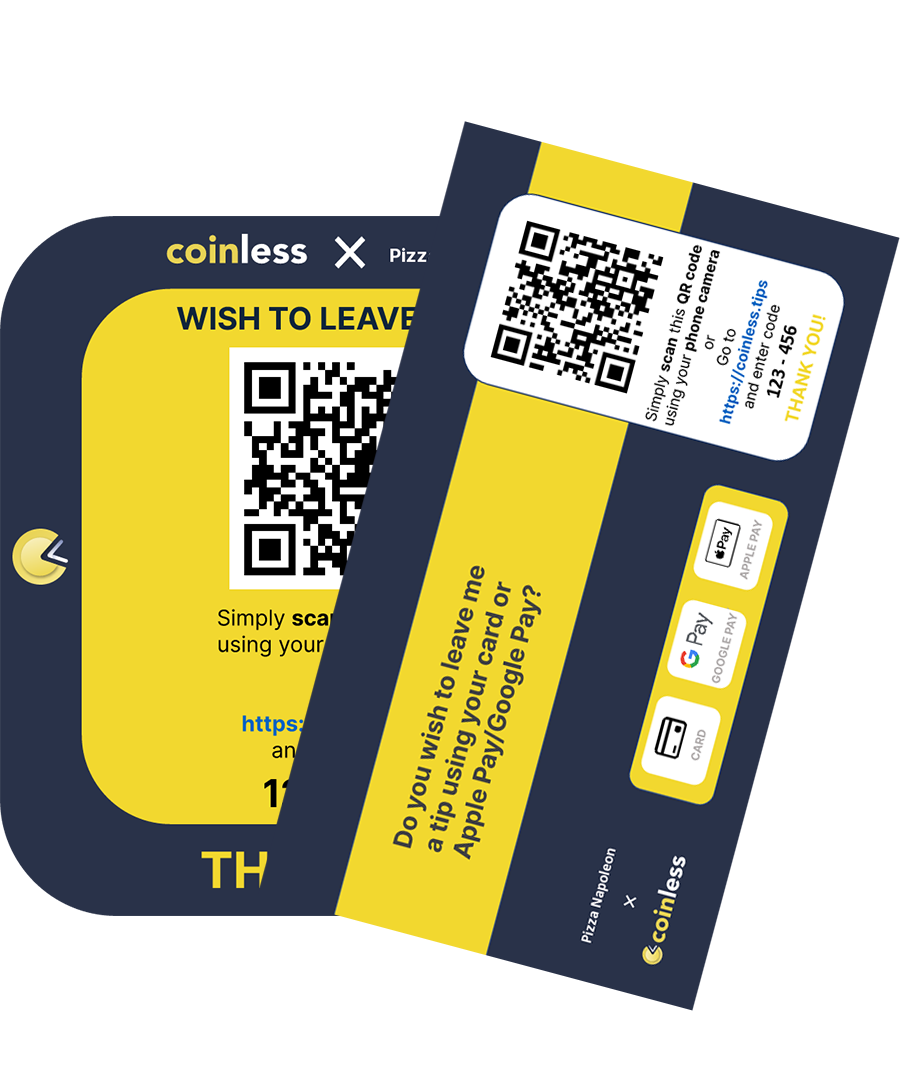 coinless X Pizz
WISH TO LEAVE
Simply scar
using your
https:
an
12
TH
Simply scan this QR code
using your phone camera
or
Go to
https://coinless.tips
and enter code
123 - 456
THANK YOU!
Do you wish to leave me
a tip using your card or
Apple Pay/Google Pay?
Pay
APPLE PAY
G Pay
GOOGLE PAY
CARD
Pizza Napoleon
X
coinless